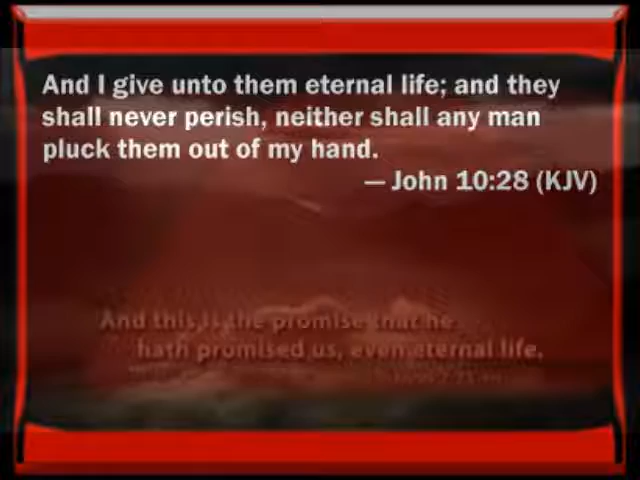 And I give unto them eternal life; and they
shall never perish, neither shall any man
pluck them out of my hand.
— John 10:28 (KJV)
And this is the promise that he
hath promised us, even eternal life.